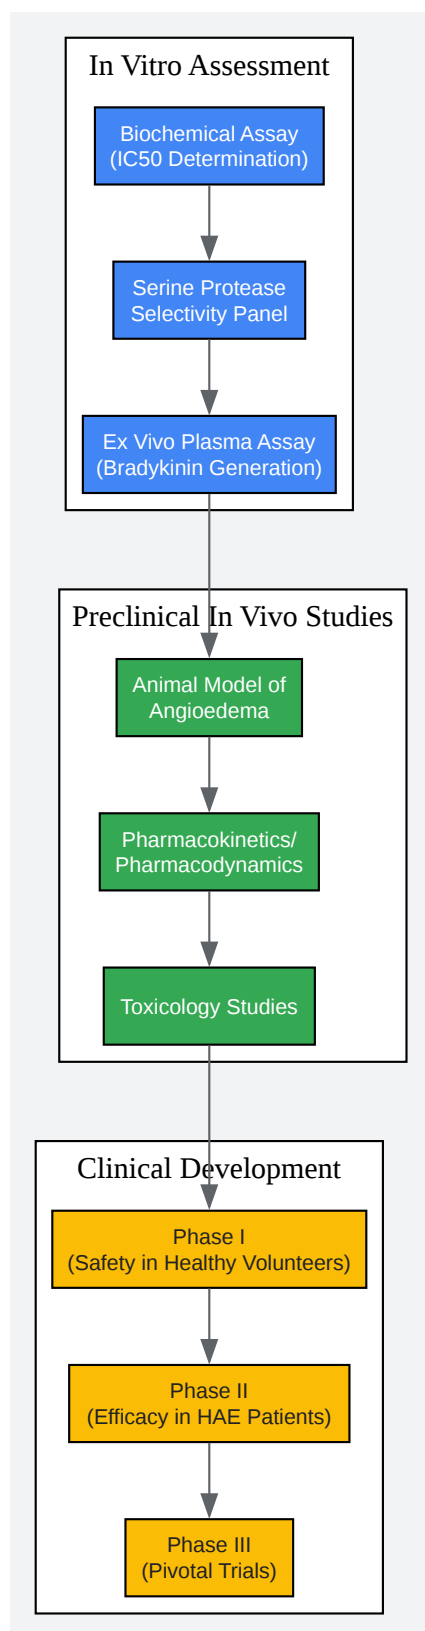 In Vitro Assessment
Biochemical Assay
(IC50 Determination)
Serine Protease
Selectivity Panel
Ex Vivo Plasma Assay
(Bradykinin Generation)
Preclinical In Vivo Studies
Animal Model of
Angioedema
Pharmacokinetics/
Pharmacodynamics
Toxicology Studies
Clinical Development
Phase I
(Safety in Healthy Volunteers)
Phase II
(Efficacy in HAE Patients)
Phase III
(Pivotal Trials)